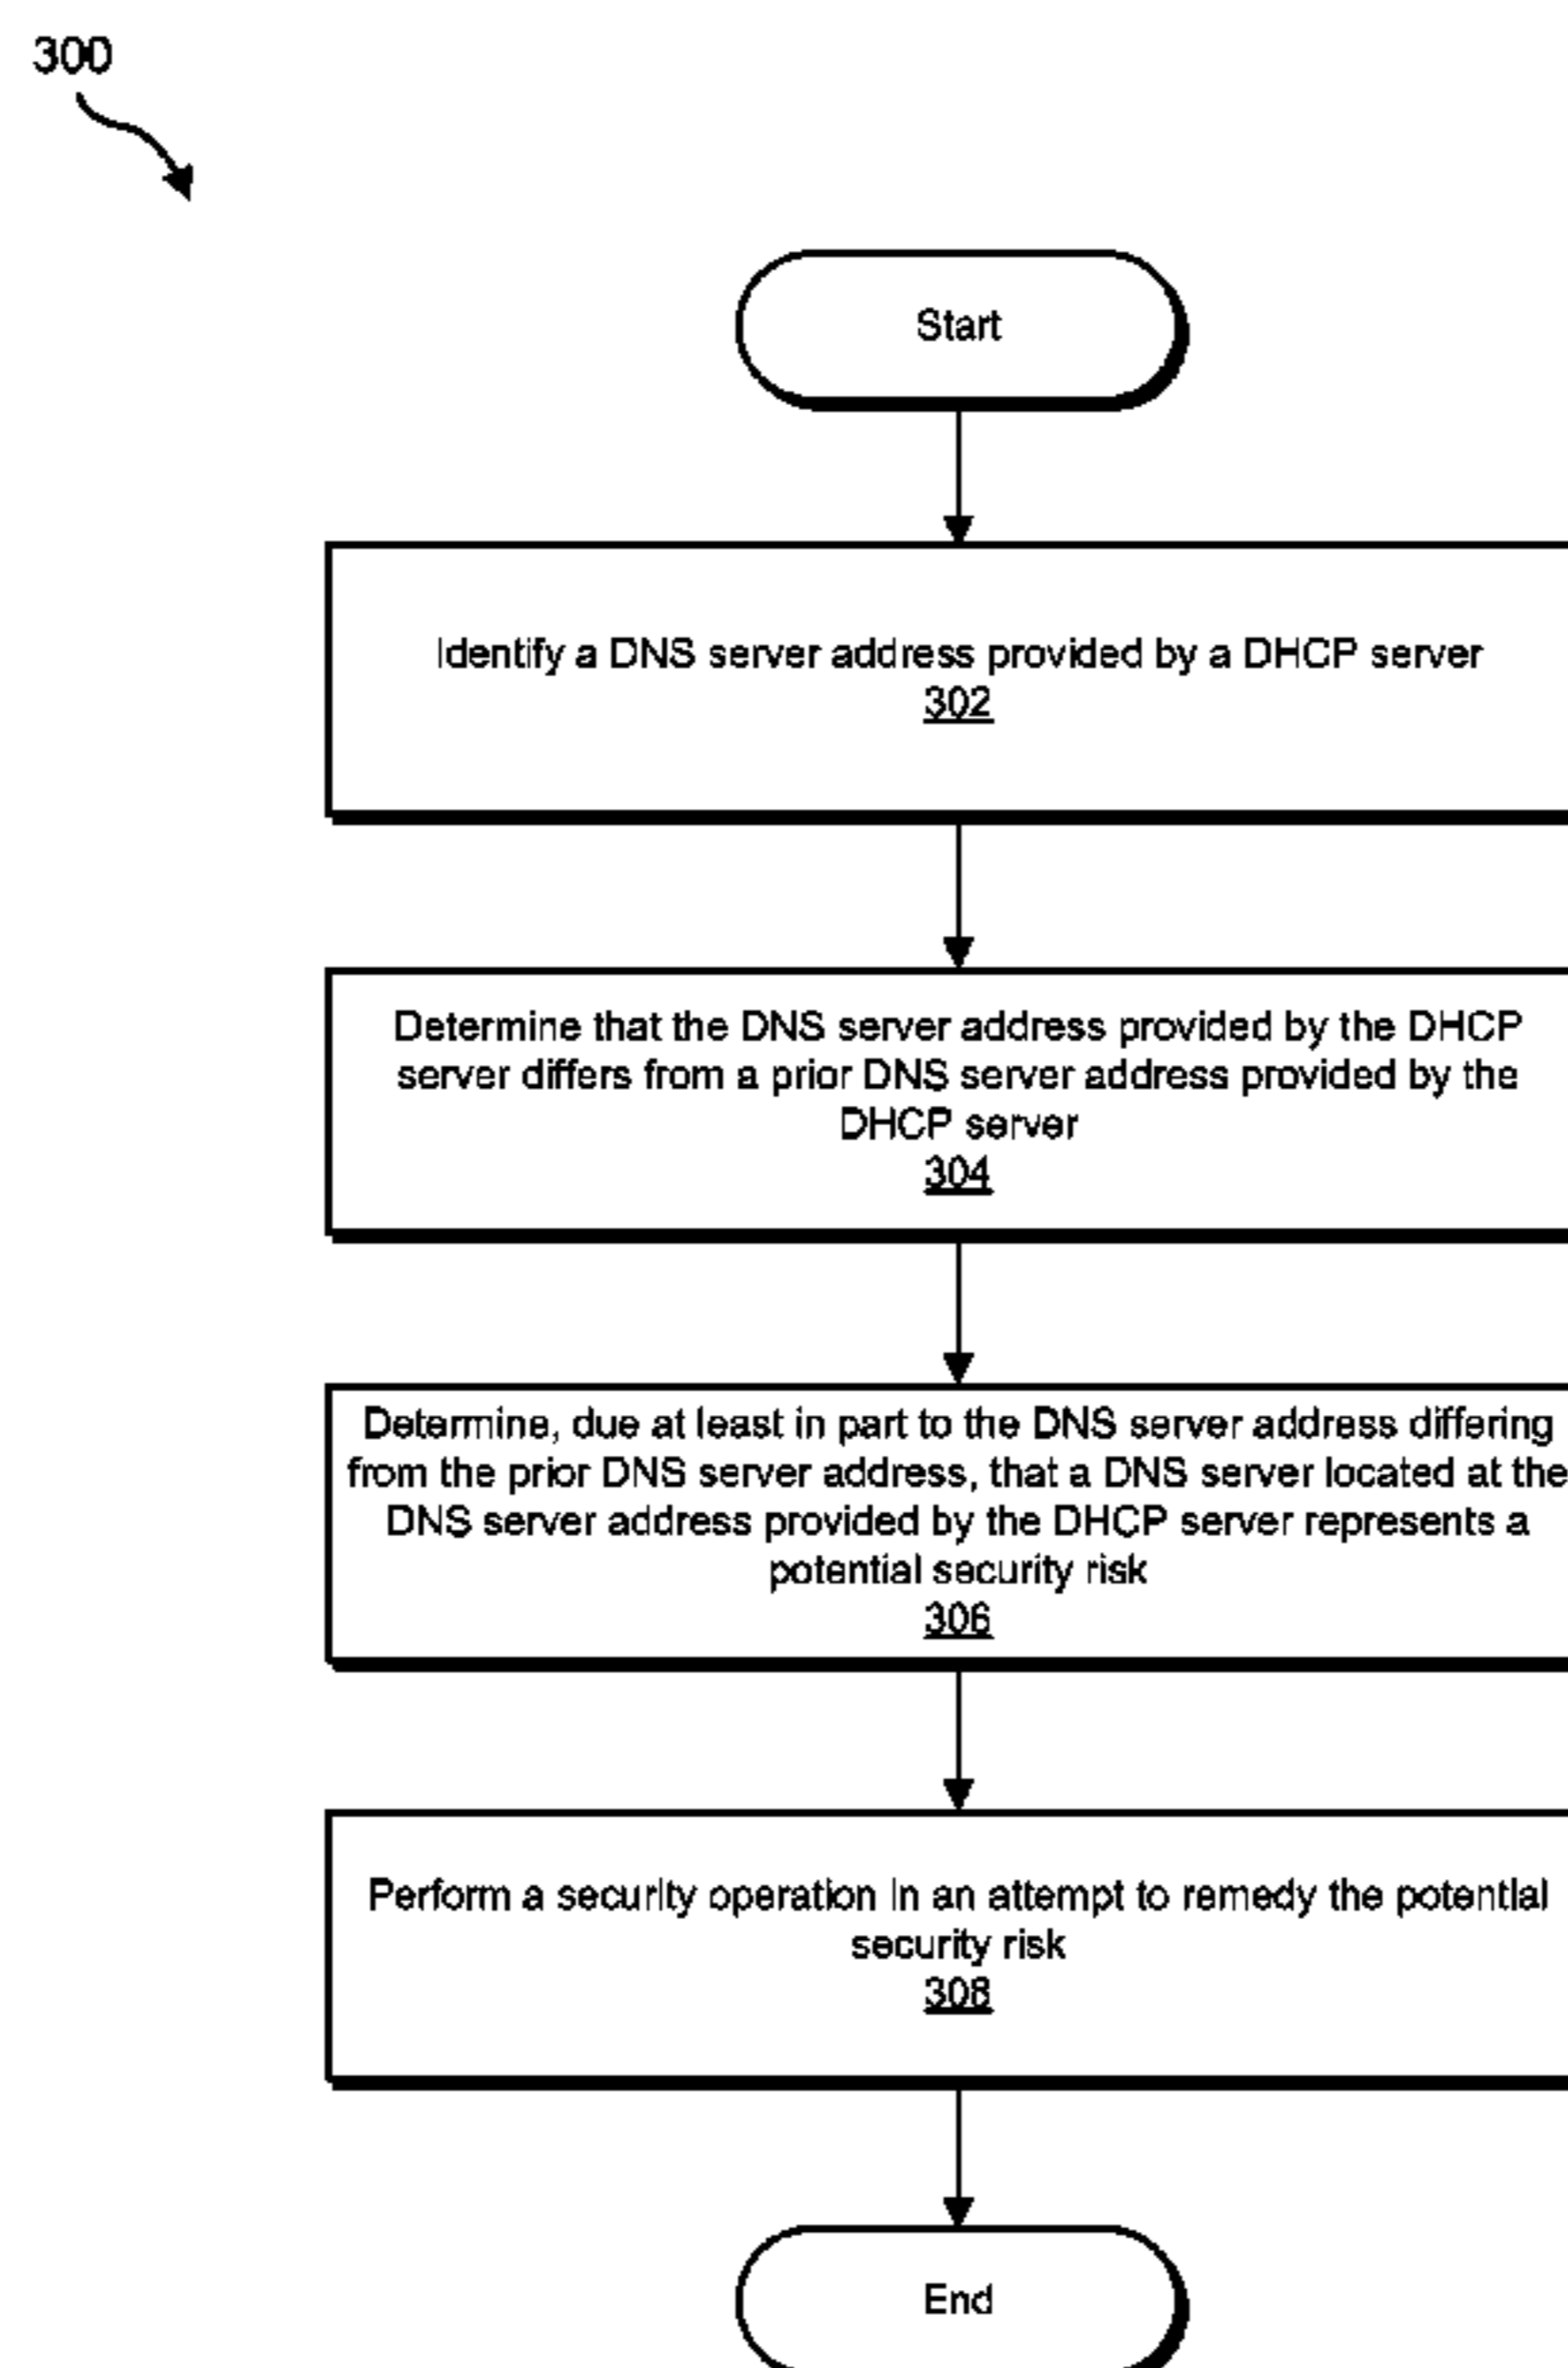 300
Start
Identify a DNS server address provided by a DHCP server
302
Determine that the DNS server address provided by the DHCP
server differs from a prior DNS server address provided by the
DHCP server
304
Determine, due at least in part to the DNS server address differing
from the prior DNS server address, that a DNS server located at the
DNS server address provided by the DHCP server represents a
potential security risk
306
Perform a security operation in an attempt to remedy the potential
security risk
308
End